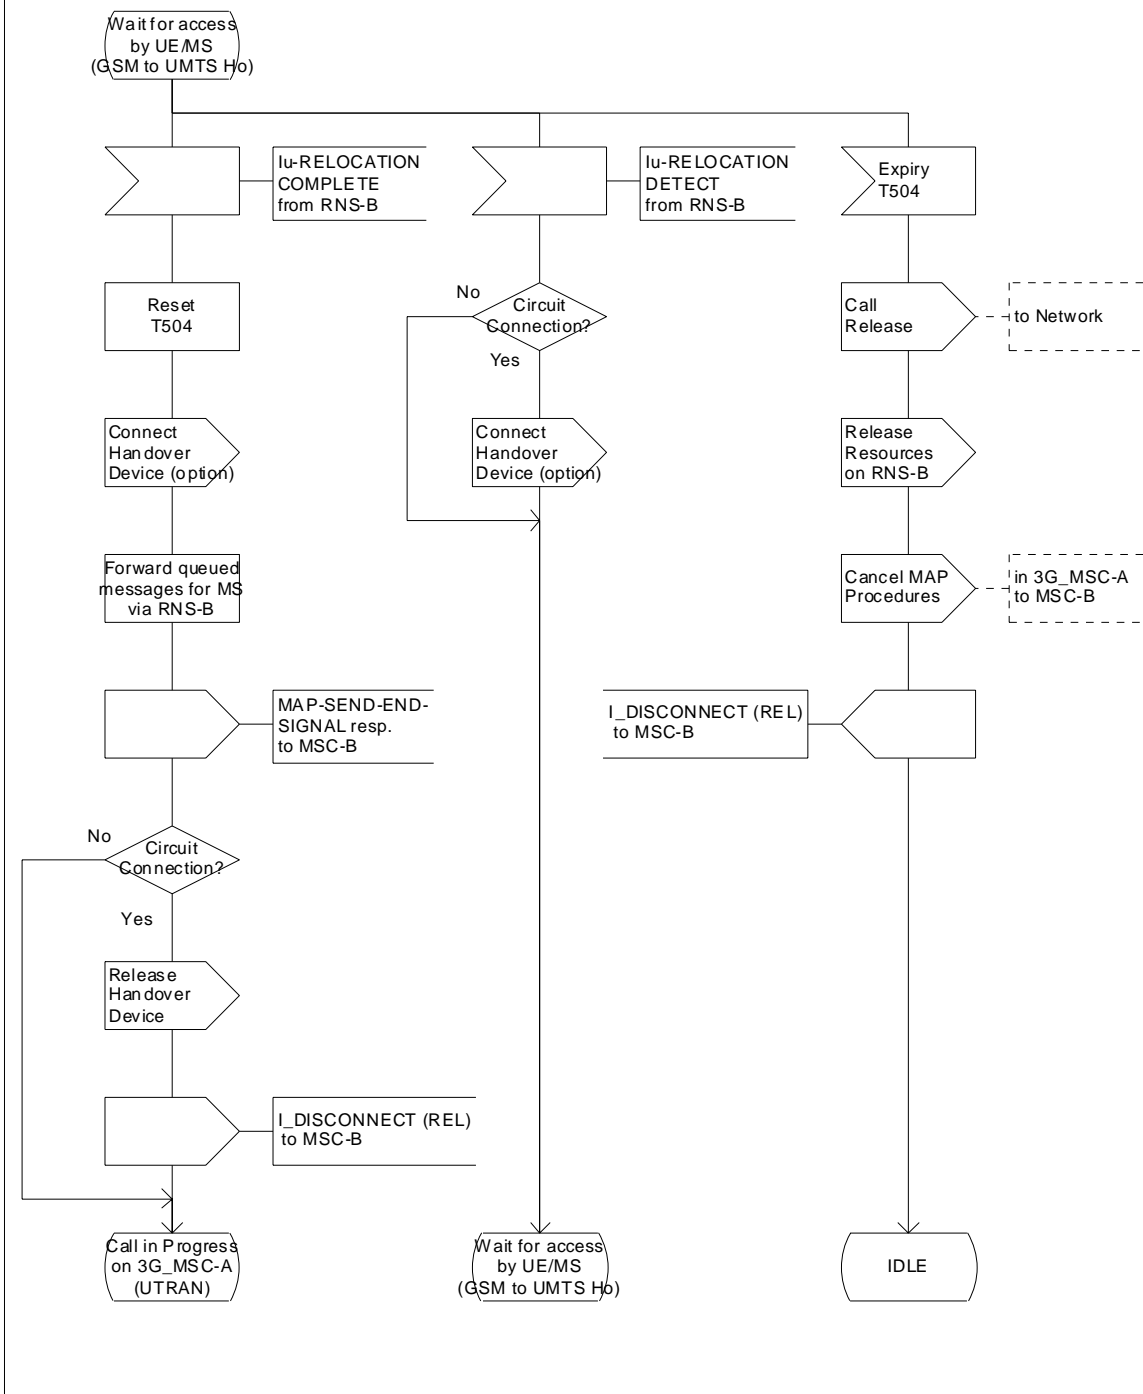 Wait for access
by UE/MS
(GSM to UMTS Ho)
Iu-RELOCATION
COMPLETE
from RNS-B
Iu-RELOCATION
DETECT
from RNS-B
Expiry
T504
Reset
T504
No
Circuit
Connection?
Yes
Call
Release
to Network
Connect
Handover
Device (option)
Connect
Handover
Device (option)
Release
Resources
on RNS-B
Forward queued
messages for MS
via RNS-B
Cancel MAP
Procedures
in 3G_MSC-A
to MSC-B
MAP-SEND-END-
SIGNAL resp.
to MSC-B
I_DISCONNECT (REL)
to MSC-B
No
Circuit
Connection?
Yes
Release
Handover
Device
I_DISCONNECT (REL)
to MSC-B
Call in Progress
on 3G_MSC-A
(UTRAN)
Wait for access
by UE/MS
(GSM to UMTS Ho)
IDLE